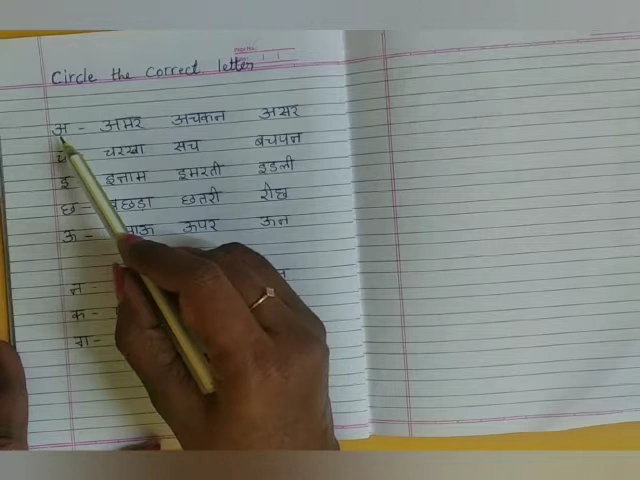 Circle the correct letter
अ - अमर अचकन असर
च - चरखा सच बचपन
इ - इनाम इमरती इडली
छ - बछडा छतरी रीछ
ऊ - ऊपर ऊन
न -
क -
ग -